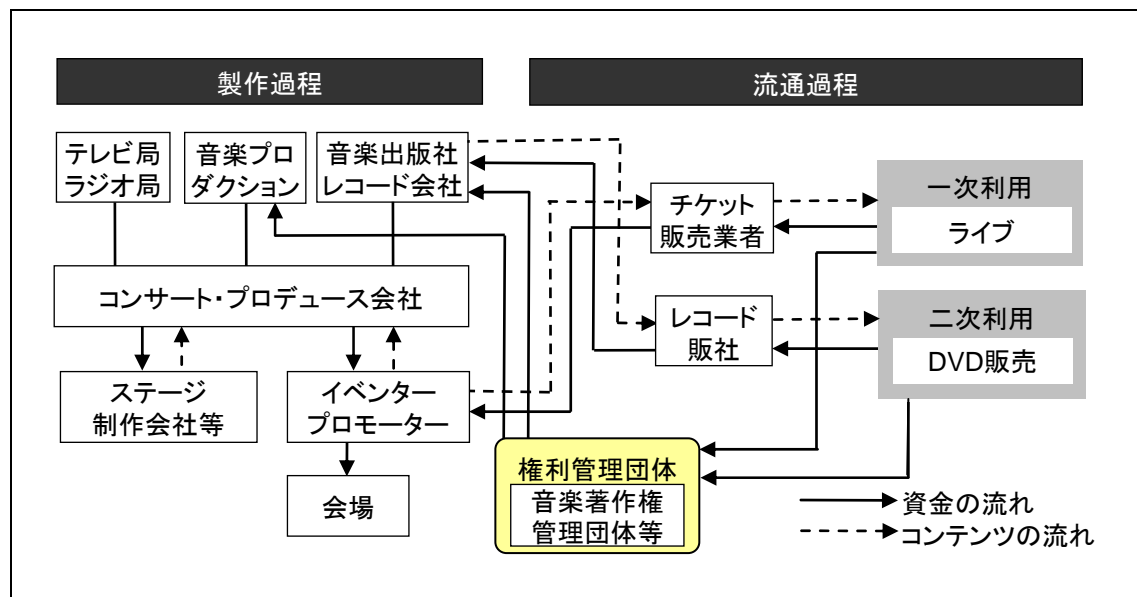 製作過程
流通過程
テレビ局
ラジオ局
音楽プロ
ダクション
音楽出版社
レコード会社
チケット
販売業者
一次利用
ライブ
コンサート・プロデュース会社
レコード
販社
二次利用
DVD販売
ステージ
制作会社等
イベンター
プロモーター
権利管理団体
音楽著作権
管理団体等
会場
資金の流れ
コンテンツの流れ